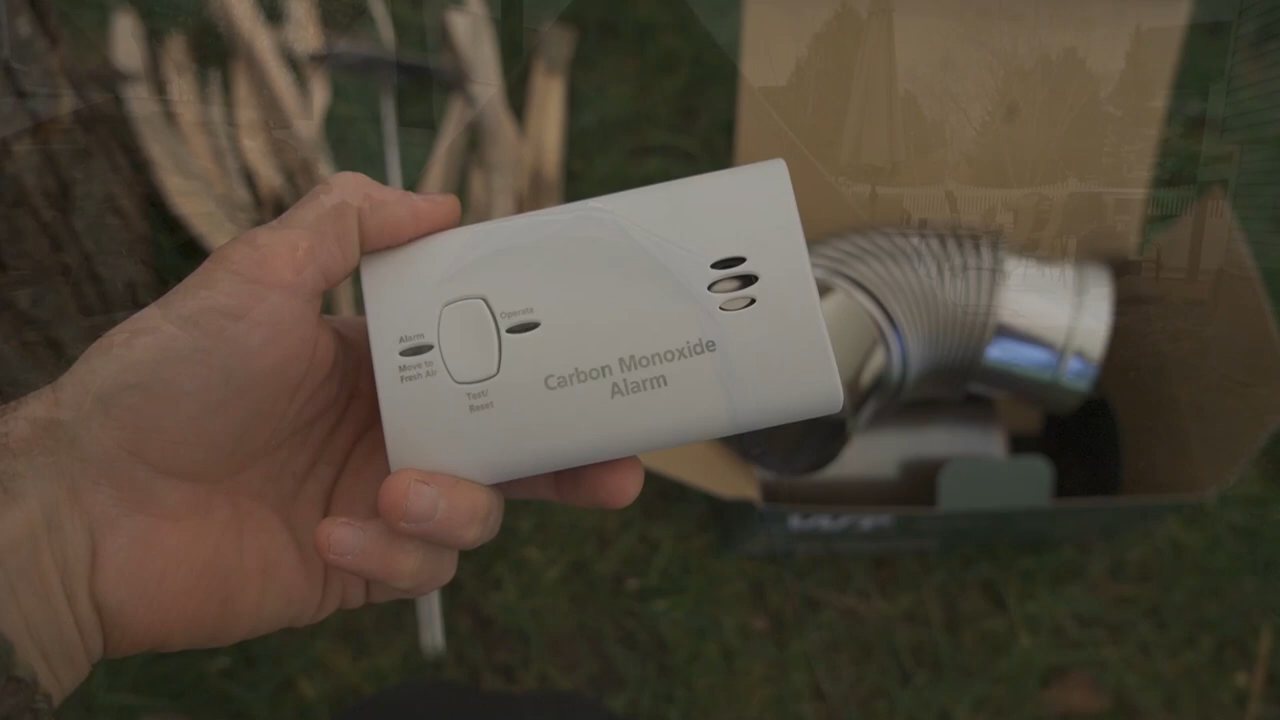 Alarm
Operate
Move to
Fresh Air
Test/
Reset
Carbon Monoxide
Alarm